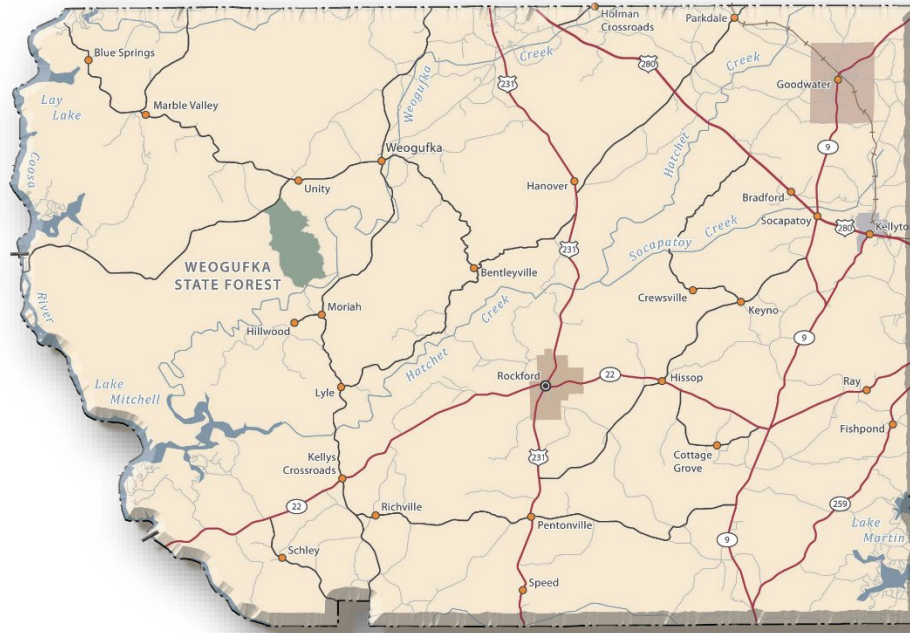 Holman
Crossroads
Parkdale
Blue Springs
Creek
231
280
Creek
Goodwater
Lay
Lake
Marble Valley
Weogufka
Hatchet
9
Weogufka
Coosa
Unity
Hanover
Bradford
Creek
Socapatoy
280
Kellyto
231
Socapatoy
WEOGUFKA
STATE FOREST
Bentleyville
River
Moriah
Creek
Crewsville
Keyno
Hillwood
Hatchet
9
Lake
Mitchell
Lyle
Rockford
22
Hissop
Ray
Fishpond
Kellys
Crossroads
231
Cottage
Grove
22
Richville
Pentonville
259
Lake
Martin
9
Schley
Speed